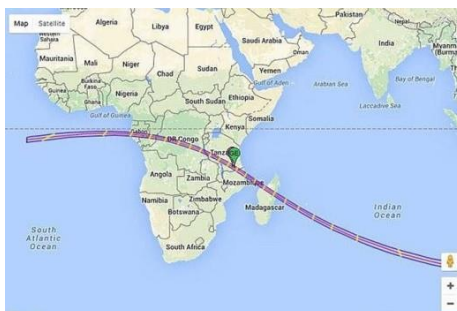 Map Satellite
Algeria
Libya
Egypt
Pakistan
Nepal
Western
Sahara
Saudi Arabia
Oman
India
Myanm
(Burma
Mauritania
Mali
Niger
Chad
Sudan
Yemen
Gulf of Aden
Arabian Sea
Bay of Bengal
Burkina
Faso
Guinea
Ghana
Nigeria
South Sudan
Ethiopia
Laccadive Sea
Gulf of Guinea
Somalia
Kenya
Gabon
DR Congo
Tanzania
Angola
Zambia
Mozambique
Namibia
Zimbabwe
Botswana
Madagascar
Indian
Ocean
South
Atlantic
Ocean
South Africa
+
−